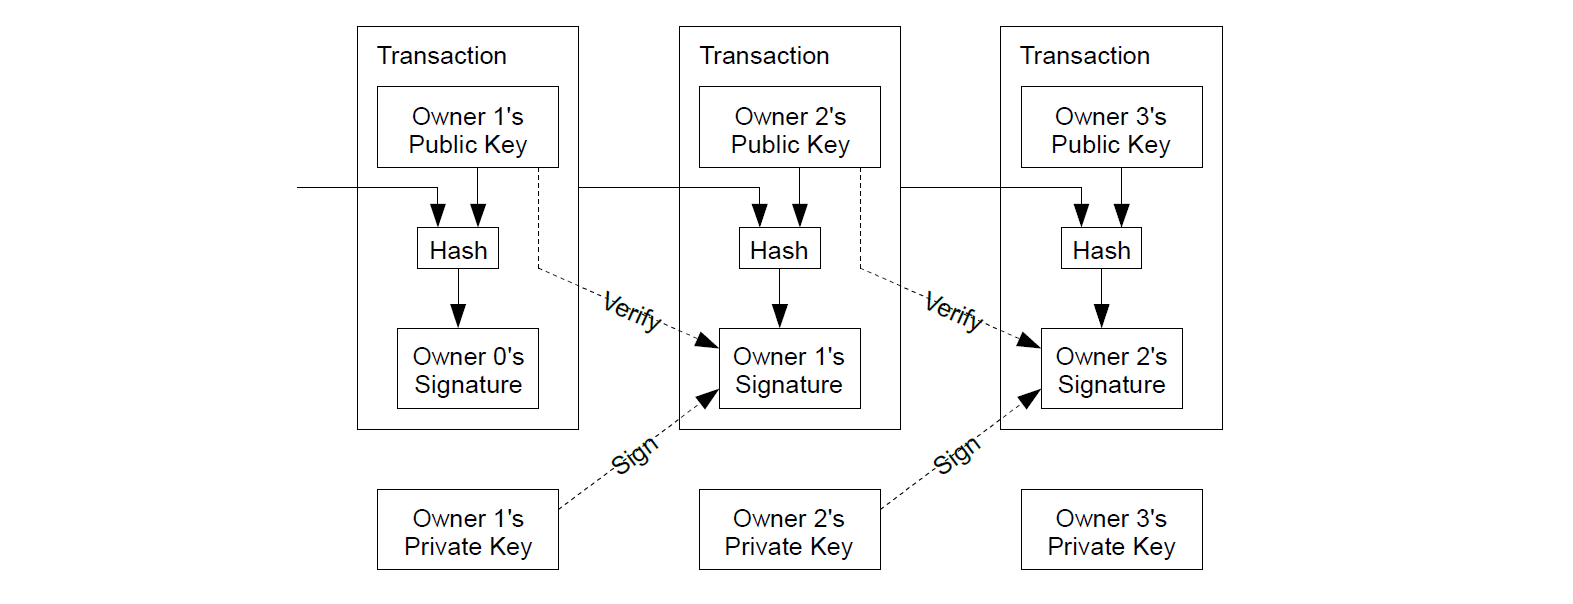 Transaction
Owner 1's
Public Key
Hash
Owner 0's
Signature
Transaction
Owner 2's
Public Key
Hash
Verify
Owner 1's
Signature
Transaction
Owner 3's
Public Key
Hash
Verify
Owner 2's
Signature
Sign
Sign
Owner 1's
Private Key
Owner 2's
Private Key
Owner 3's
Private Key